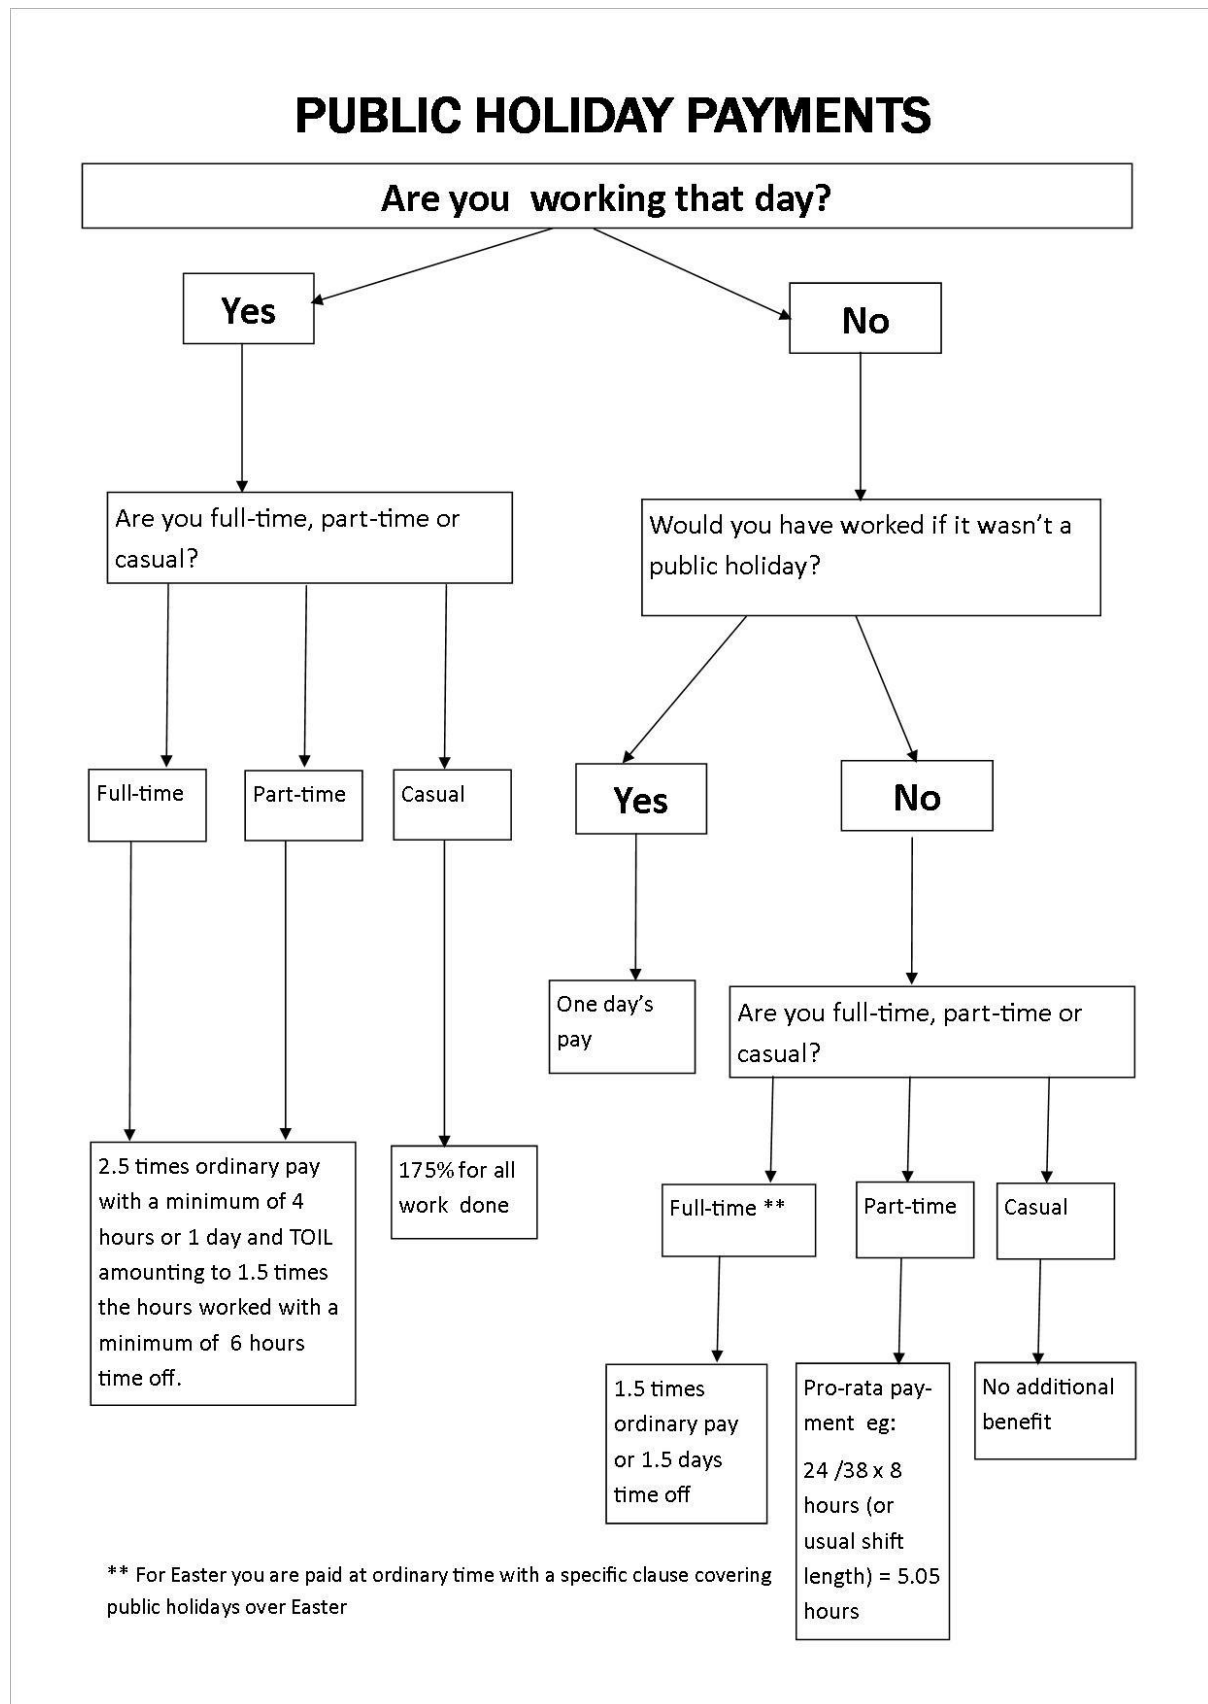 PUBLIC HOLIDAY PAYMENTS
Are you  working that day?
Yes
No
Are you full-time, part-time or
casual?
Would you have worked if it wasn’t a
public holiday?
Full-time
Part-time
Casual
Yes
No
One day’s
pay
Are you full-time, part-time or
casual?
2.5 times ordinary pay
with a minimum of 4
hours or 1 day and TOIL
amounting to 1.5 times
the hours worked with a
minimum of  6 hours
time off.
175% for all
work  done
Full-time **
Part-time
Casual
1.5 times
ordinary pay
or 1.5 days
time off
Pro-rata pay-
ment  eg:
24 /38 x 8
hours (or
usual shift
length) = 5.05
hours
No additional
benefit
** For Easter you are paid at ordinary time with a specific clause covering
public holidays over Easter